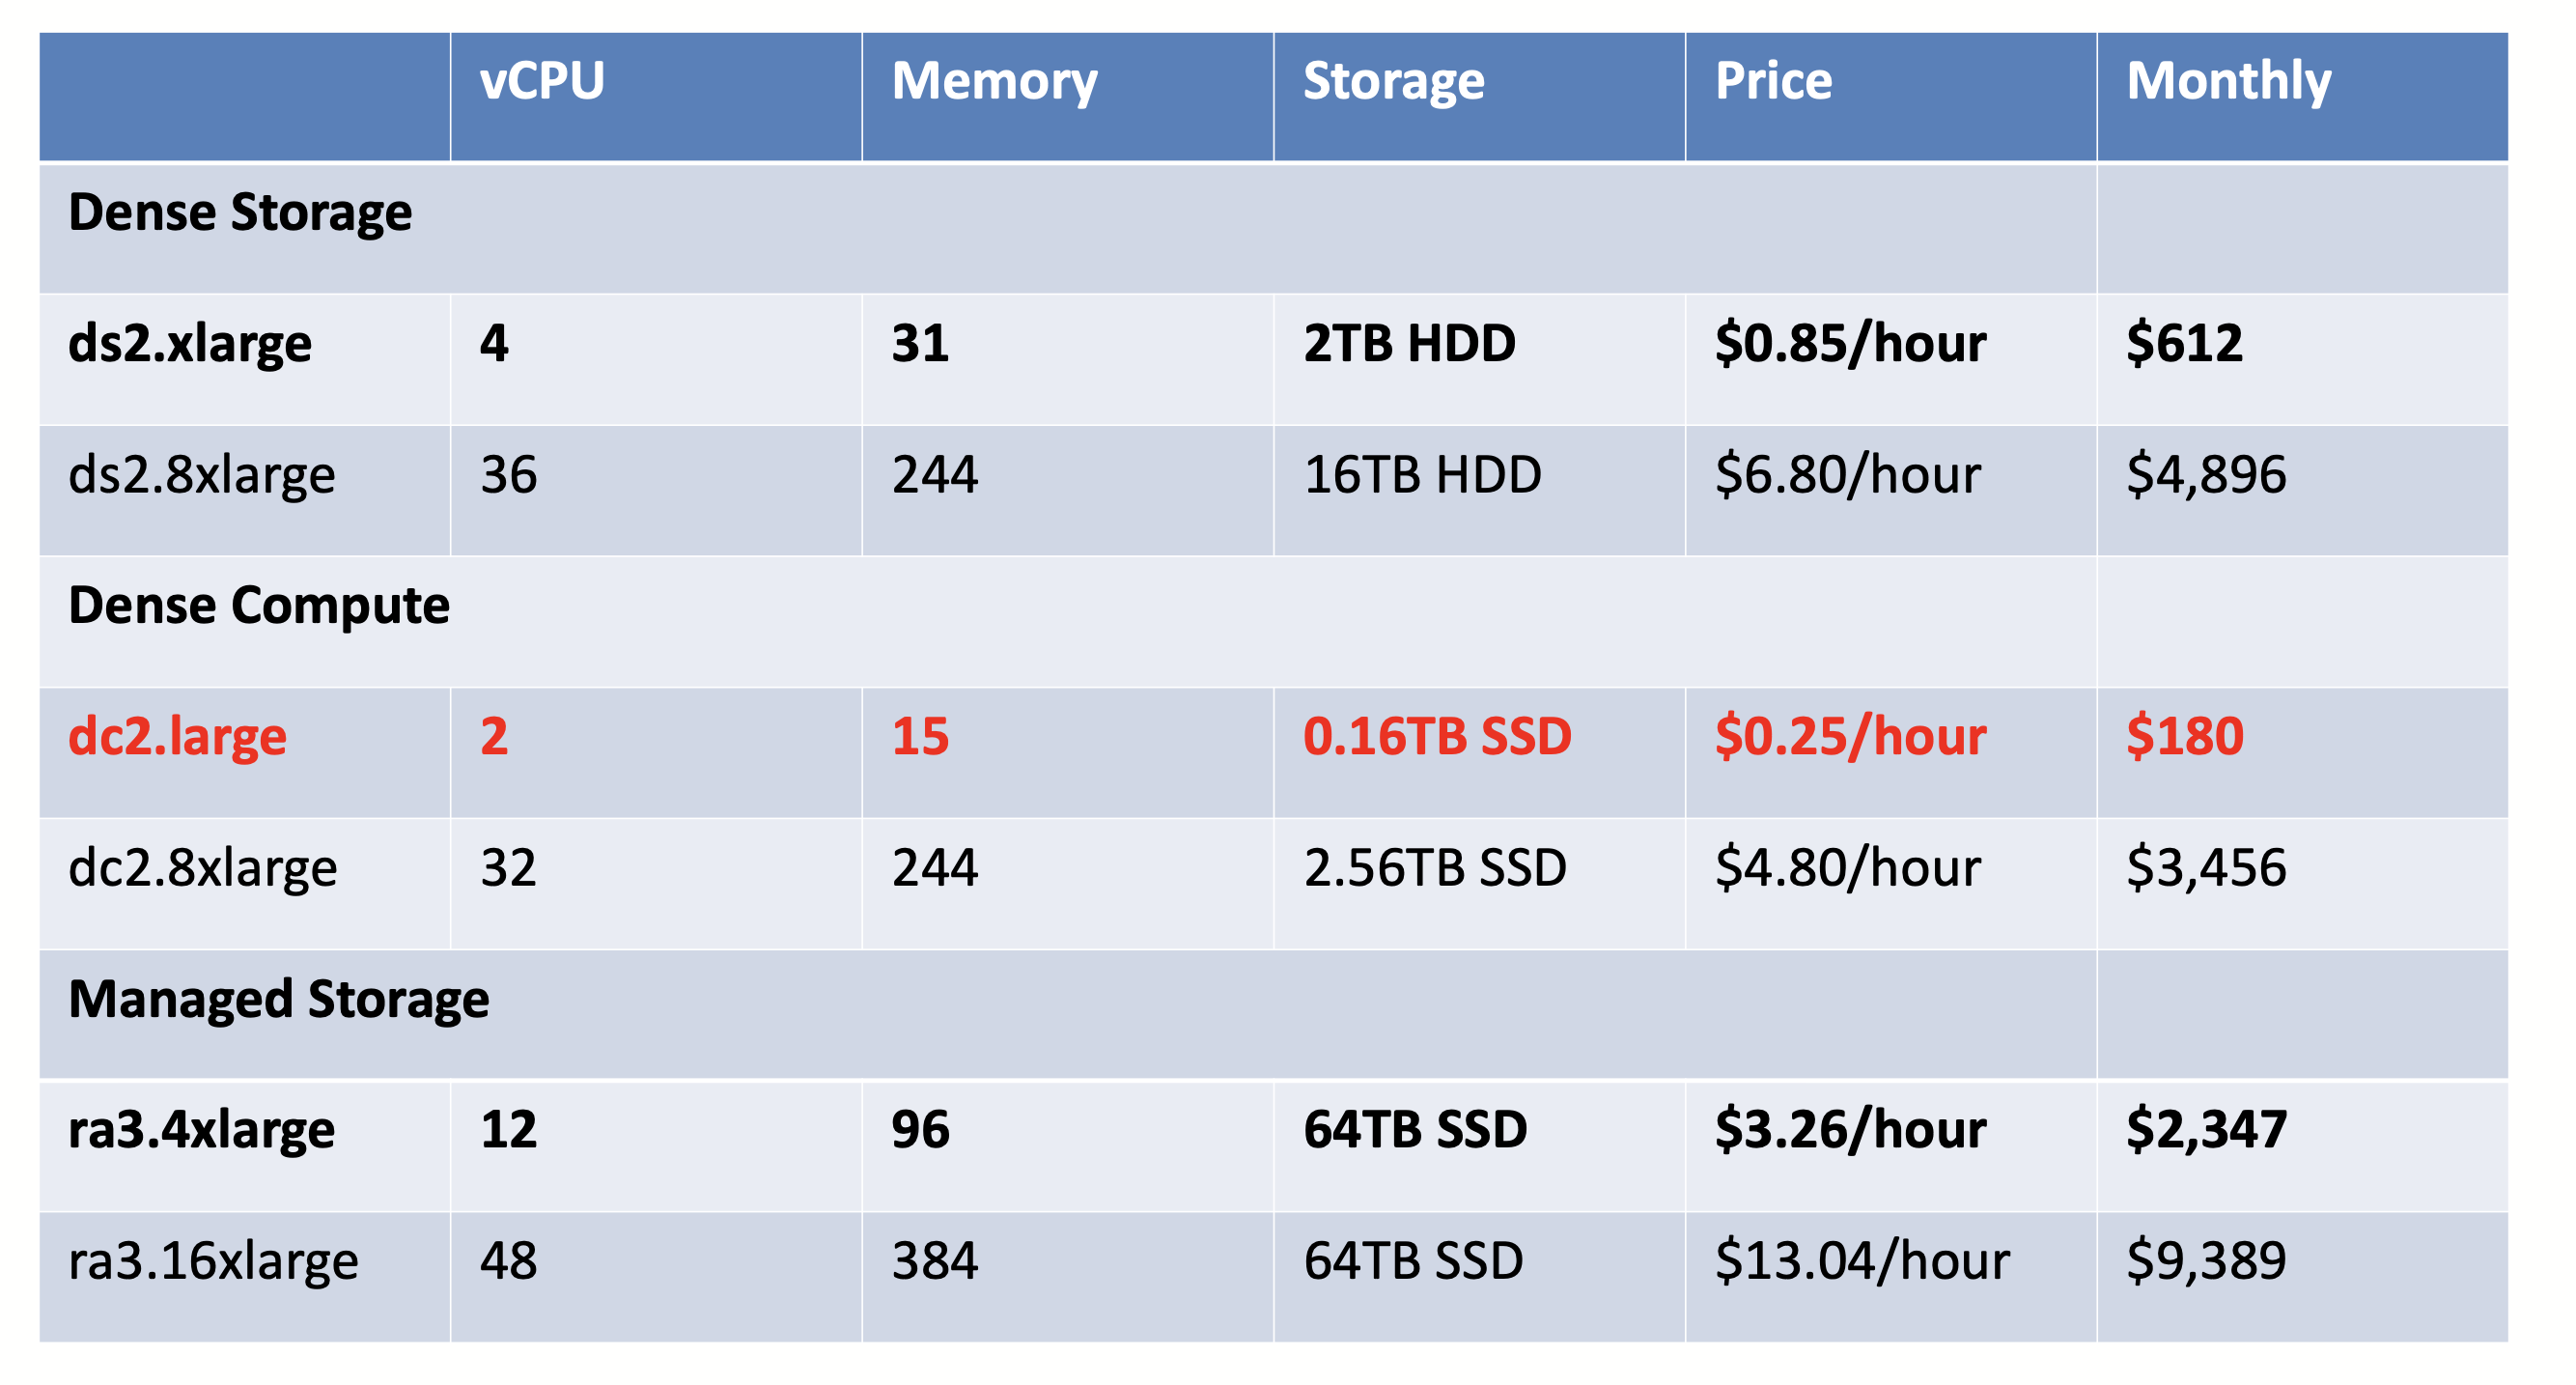 vCPU Memory Storage Price Monthly
Dense Storage
ds2.xlarge 4 31 2TB HDD $0.85/hour $612
ds2.8xlarge 36 244 16TB HDD $6.80/hour $4,896
Dense Compute
dc2.large 2 15 0.16TB SSD $0.25/hour $180
dc2.8xlarge 32 244 2.56TB SSD $4.80/hour $3,456
Managed Storage
ra3.4xlarge 12 96 64TB SSD $3.26/hour $2,347
ra3.16xlarge 48 384 64TB SSD $13.04/hour $9,389